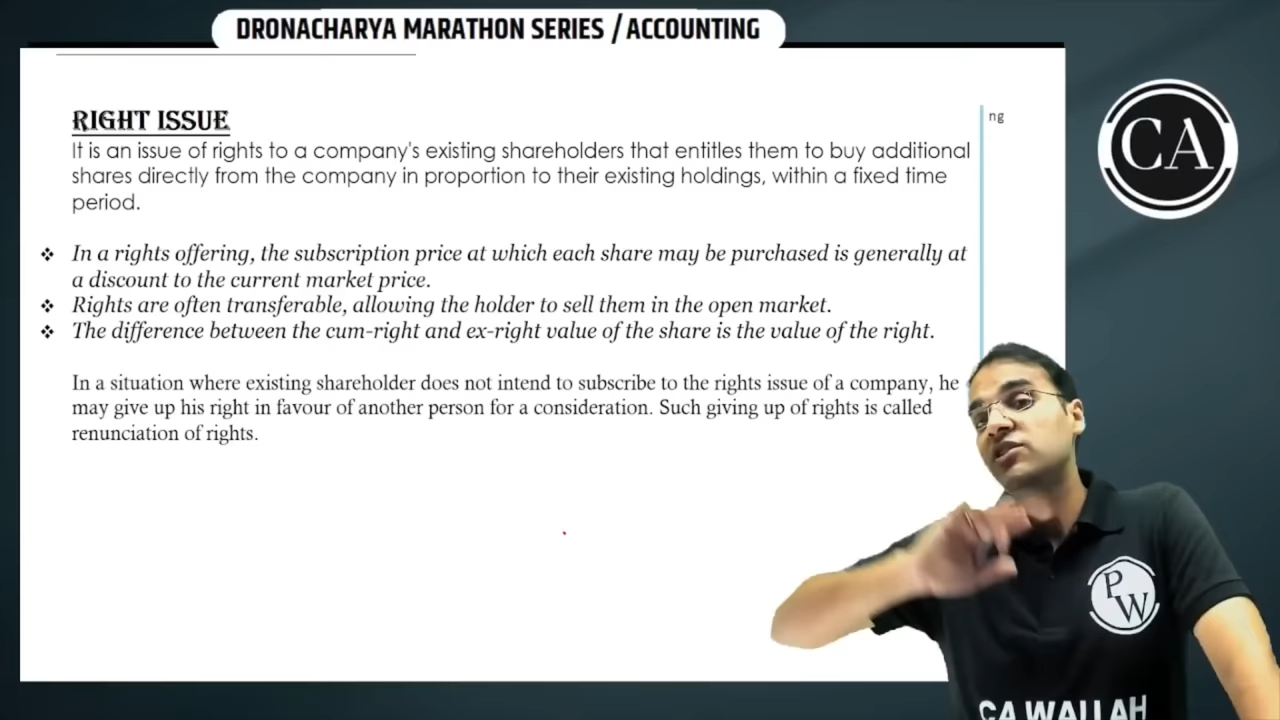 DRONACHARYA MARATHON SERIES / ACCOUNTING
RIGHT ISSUE
It is an issue of rights to a company's existing shareholders that entitles them to buy additional
shares directly from the company in proportion to their existing holdings, within a fixed time
period.
❖ In a rights offering, the subscription price at which each share may be purchased is generally at
a discount to the current market price.
❖ Rights are often transferable, allowing the holder to sell them in the open market.
❖ The difference between the cum-right and ex-right value of the share is the value of the right.
In a situation where existing shareholder does not intend to subscribe to the rights issue of a company, he
may give up his right in favour of another person for a consideration. Such giving up of rights is called
renunciation of rights.
ng
CA
PW
CA WALLAH